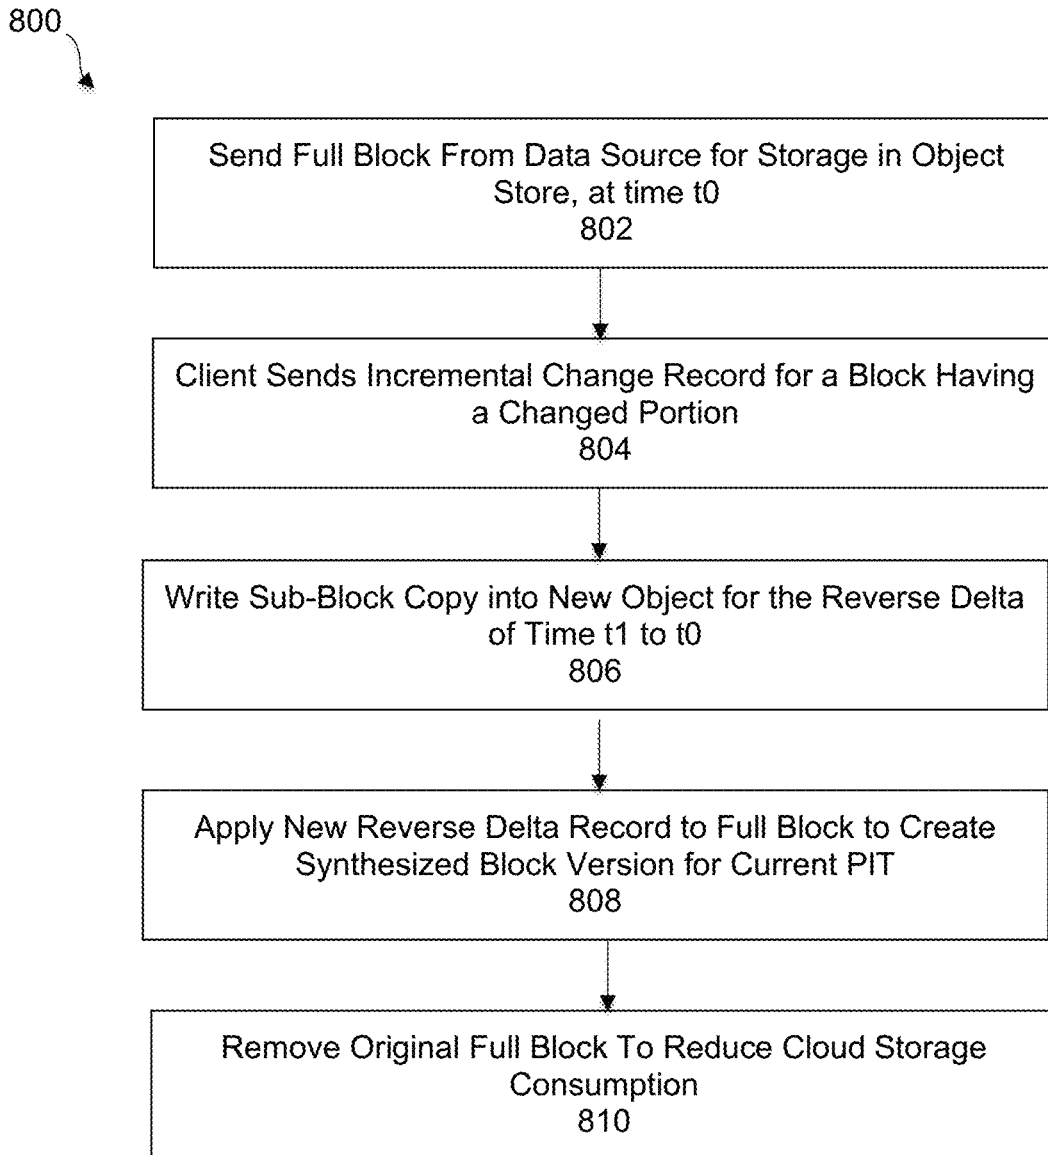 800
Send Full Block From Data Source for Storage in Object
Store, at time t0
802
Client Sends Incremental Change Record for a Block Having
a Changed Portion
804
Write Sub-Block Copy into New Object for the Reverse Delta
of Time t1 to t0
806
Apply New Reverse Delta Record to Full Block to Create
Synthesized Block Version for Current PIT
808
Remove Original Full Block To Reduce Cloud Storage
Consumption
810